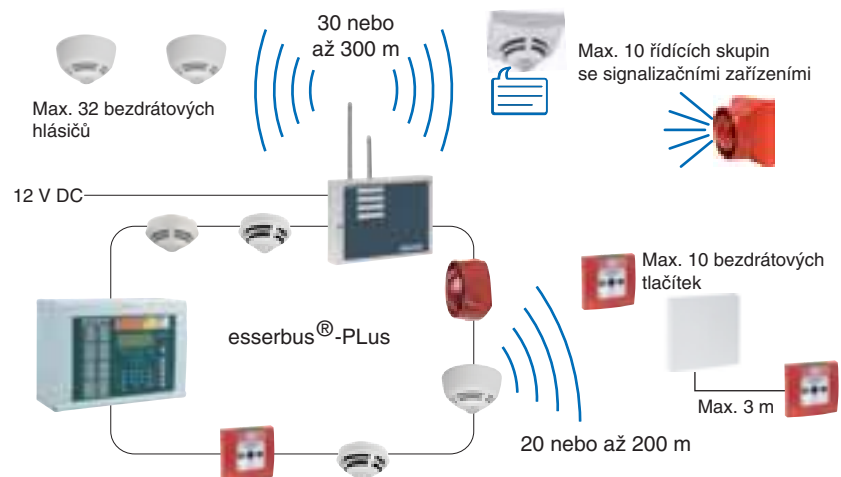 30 nebo
až 300 m
Max. 10 řídících skupin
se signalizačními zařízeními
Max. 32 bezdrátových
hlásičů
12 V DC
Max. 10 bezdrátových
tlačítek
esserbus®-PLus
Max. 3 m
20 nebo až 200 m